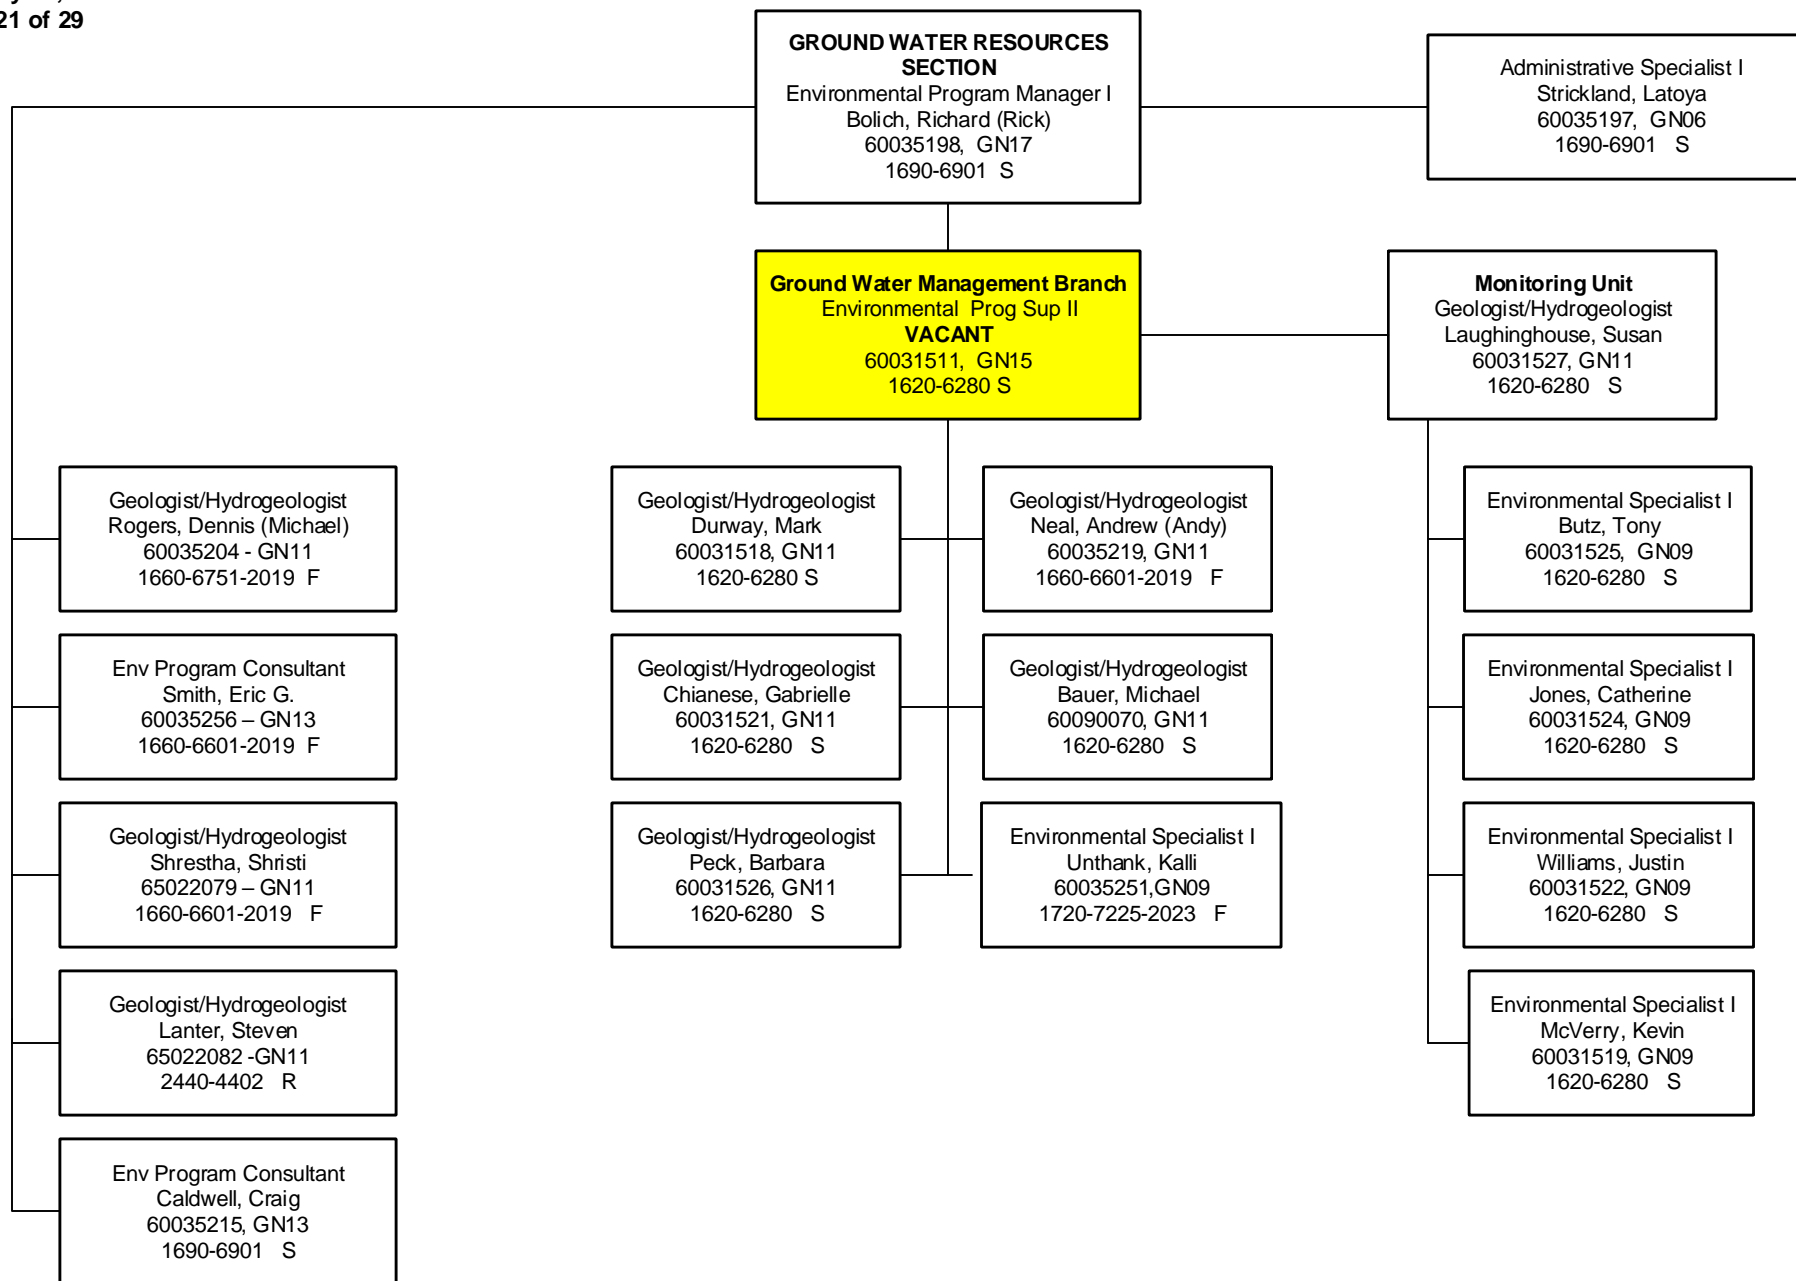 21 of 29
GROUND WATER RESOURCES
SECTION
Environmental Program Manager I
Bolich, Richard (Rick)
60035198, GN17
1690-6901 S
Administrative Specialist I
Strickland, Latoya
60035197, GN06
1690-6901 S
Ground Water Management Branch
Environmental Prog Sup II
VACANT
60031511, GN15
1620-6280 S
Monitoring Unit
Geologist/Hydrogeologist
Laughinghouse, Susan
60031527, GN11
1620-6280 S
Geologist/Hydrogeologist
Rogers, Dennis (Michael)
60035204 - GN11
1660-6751-2019 F
Geologist/Hydrogeologist
Durway, Mark
60031518, GN11
1620-6280 S
Geologist/Hydrogeologist
Neal, Andrew (Andy)
60035219, GN11
1660-6601-2019 F
Environmental Specialist I
Butz, Tony
60031525, GN09
1620-6280 S
Env Program Consultant
Smith, Eric G.
60035256 – GN13
1660-6601-2019 F
Geologist/Hydrogeologist
Chianese, Gabrielle
60031521, GN11
1620-6280 S
Geologist/Hydrogeologist
Bauer, Michael
60090070, GN11
1620-6280 S
Environmental Specialist I
Jones, Catherine
60031524, GN09
1620-6280 S
Geologist/Hydrogeologist
Shrestha, Shristi
65022079 – GN11
1660-6601-2019 F
Geologist/Hydrogeologist
Peck, Barbara
60031526, GN11
1620-6280 S
Environmental Specialist I
Unthank, Kalli
60035251,GN09
1720-7225-2023 F
Environmental Specialist I
Williams, Justin
60031522, GN09
1620-6280 S
Geologist/Hydrogeologist
Lanter, Steven
65022082 -GN11
2440-4402 R
Environmental Specialist I
McVerry, Kevin
60031519, GN09
1620-6280 S
Env Program Consultant
Caldwell, Craig
60035215, GN13
1690-6901 S